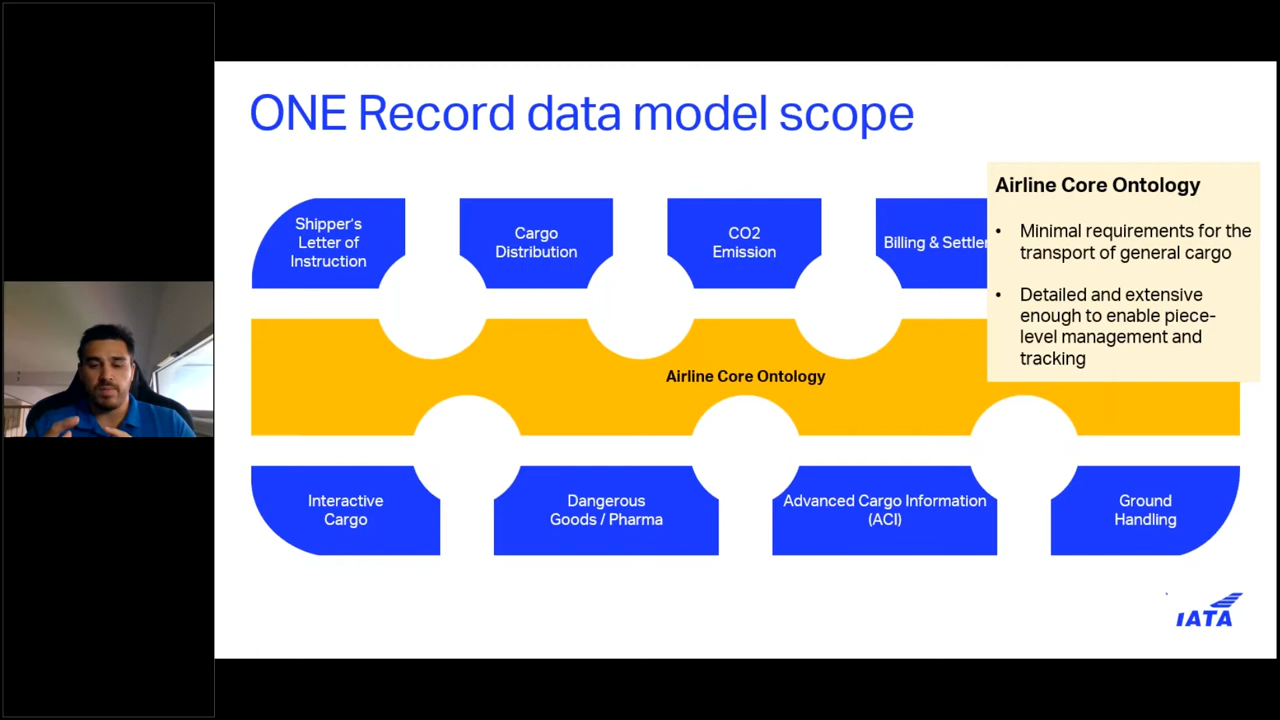 ONE Record data model scope
Shipper's
Letter of
Instruction
Cargo
Distribution
CO2
Emission
Billing &
Airline Core Ontology
• Minimal requirements for the
transport of general cargo
• Detailed and extensive
enough to enable piece-
level management and
tracking
Airline Core Ontology
Interactive
Cargo
Dangerous
Goods / Pharma
Advanced Cargo Information
(ACI)
Ground
Handling
IATA